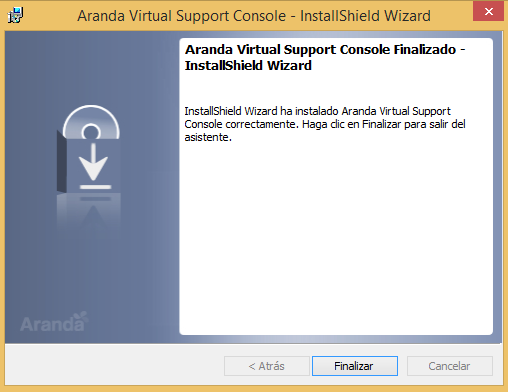 Aranda Virtual Support Console - InstallShield Wizard
Aranda Virtual Support Console Finalizado -
InstallShield Wizard
InstallShield Wizard ha instalado Aranda Virtual Support
Console correctamente. Haga clic en Finalizar para salir del
asistente.
Aranda
< Atrás
Finalizar
Cancelar